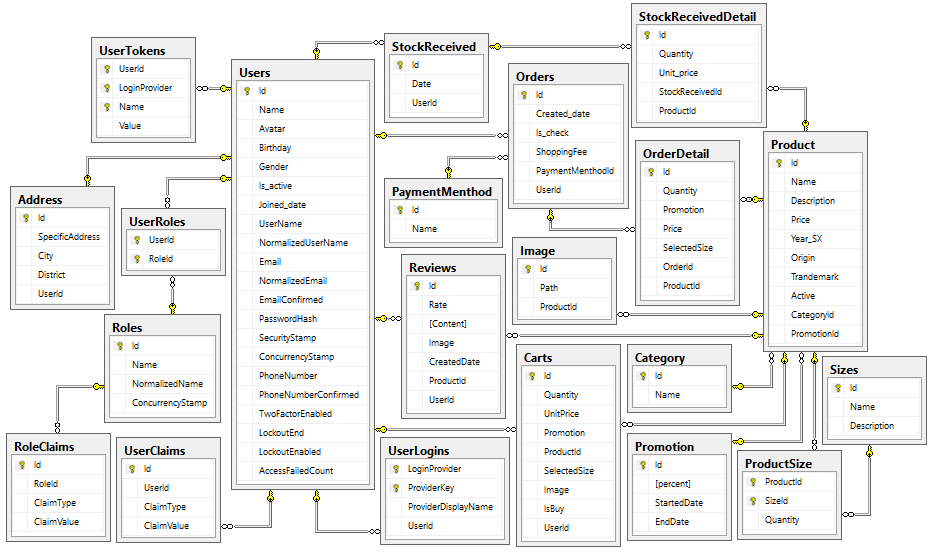 UserTokens
UserId
LoginProvider
Name
Value
Users
Id
Name
Avatar
Birthday
Gender
Is_active
Joined_date
UserName
NormalizedUserName
Email
NormalizedEmail
EmailConfirmed
PasswordHash
SecurityStamp
ConcurrencyStamp
PhoneNumber
PhoneNumberConfirmed
TwoFactorEnabled
LockoutEnd
LockoutEnabled
AccessFailedCount
StockReceived
Id
Date
UserId
StockReceivedDetail
Id
Quantity
Unit_price
StockReceivedId
ProductId
Orders
Id
Created_date
Is_check
ShoppingFee
PaymentMenthodId
UserId
OrderDetail
Id
Quantity
Promotion
Price
SelectedSize
OrderId
ProductId
Product
Id
Name
Description
Price
Year_SX
Origin
Trandemark
Active
CategoryId
PromotionId
Address
Id
SpecificAddress
City
District
UserId
UserRoles
UserId
RoleId
PaymentMenthod
Id
Name
Image
Id
Path
ProductId
Reviews
Id
Rate
[Content]
Image
CreatedDate
ProductId
UserId
Roles
Id
Name
NormalizedName
ConcurrencyStamp
Carts
Id
Quantity
UnitPrice
Promotion
ProductId
SelectedSize
Image
IsBuy
UserId
Category
Id
Name
Sizes
Id
Name
Description
RoleClaims
Id
RoleId
ClaimType
ClaimValue
UserClaims
Id
UserId
ClaimType
ClaimValue
UserLogins
LoginProvider
ProviderKey
ProviderDisplayName
UserId
Promotion
Id
[percent]
StartedDate
EndDate
ProductSize
ProductId
SizeId
Quantity